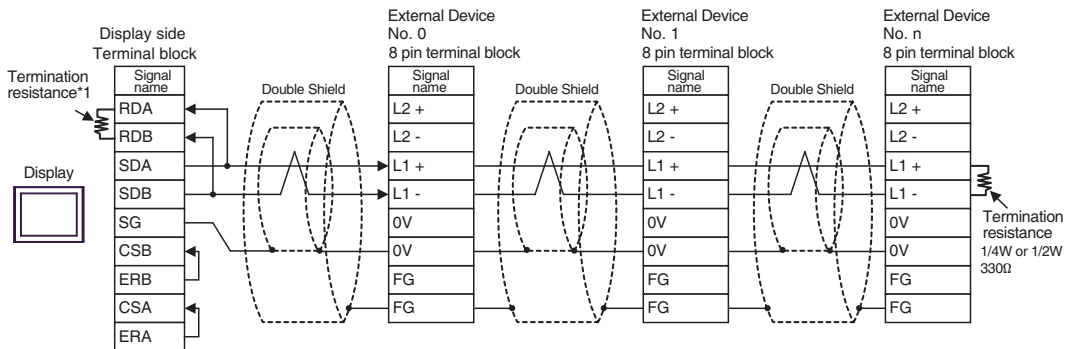 Display side
Terminal block
Signal
name
RDA
RDB
SDA
SDB
SG
CSB
ERB
CSA
ERA
Termination
resistance*1
Display
Double Shield
External Device
No. 0
8 pin terminal block
Signal
name
L2 +
L2 -
L1 +
L1 -
0V
0V
FG
FG
Double Shield
External Device
No. 1
8 pin terminal block
Signal
name
L2 +
L2 -
L1 +
L1 -
0V
0V
FG
FG
Double Shield
External Device
No. n
8 pin terminal block
Signal
name
L2 +
L2 -
L1 +
L1 -
0V
0V
FG
FG
Termination
resistance
1/4W or 1/2W
330Ω